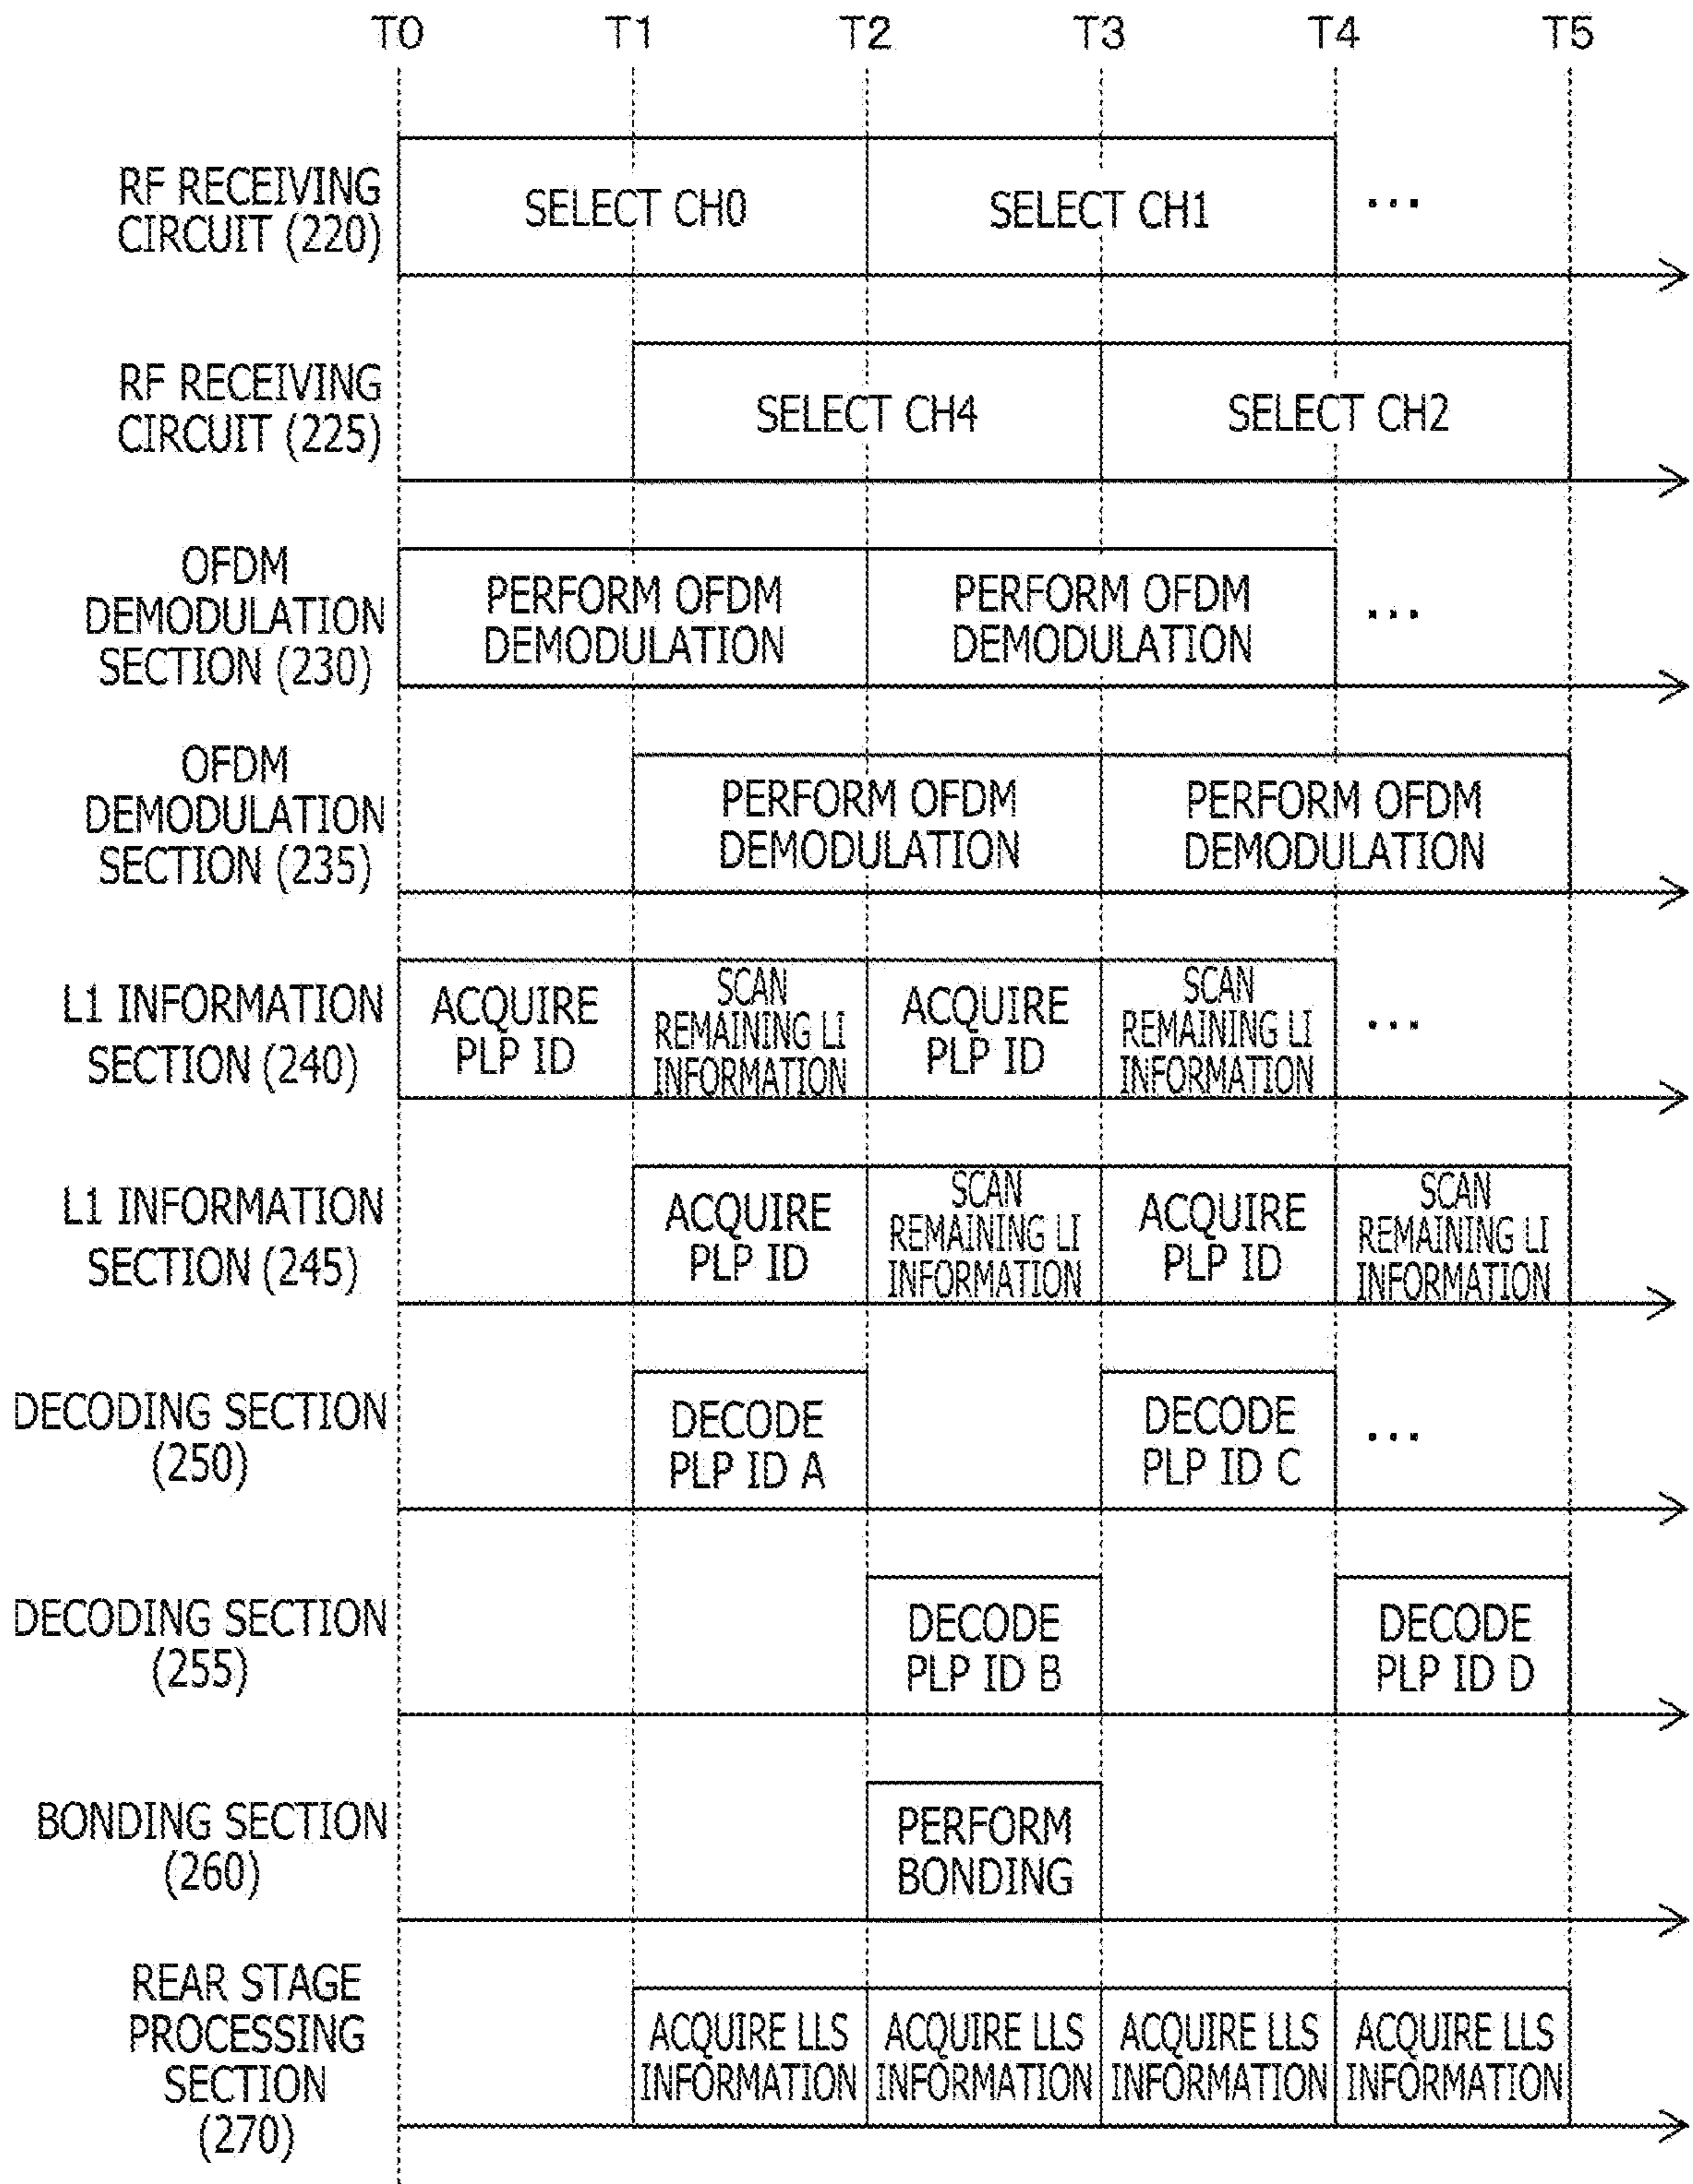 T0 T1 T2 T3 T4 T5
RF RECEIVING
CIRCUIT (220)
SELECT CH0
SELECT CH1
...
RF RECEIVING
CIRCUIT (225)
SELECT CH4
SELECT CH2
OFDM
DEMODULATION
SECTION (230)
PERFORM OFDM
DEMODULATION
PERFORM OFDM
DEMODULATION
...
OFDM
DEMODULATION
SECTION (235)
PERFORM OFDM
DEMODULATION
PERFORM OFDM
DEMODULATION
L1 INFORMATION
SECTION (240)
ACQUIRE
PLP ID
SCAN
REMAINING LI
INFORMATION
ACQUIRE
PLP ID
SCAN
REMAINING LI
INFORMATION
...
L1 INFORMATION
SECTION (245)
ACQUIRE
PLP ID
SCAN
REMAINING LI
INFORMATION
ACQUIRE
PLP ID
SCAN
REMAINING LI
INFORMATION
DECODING SECTION
(250)
DECODE
PLP ID A
DECODE
PLP ID C
...
DECODING SECTION
(255)
DECODE
PLP ID B
DECODE
PLP ID D
BONDING SECTION
(260)
PERFORM
BONDING
REAR STAGE
PROCESSING
SECTION
(270)
ACQUIRE LLS
INFORMATION
ACQUIRE LLS
INFORMATION
ACQUIRE LLS
INFORMATION
ACQUIRE LLS
INFORMATION